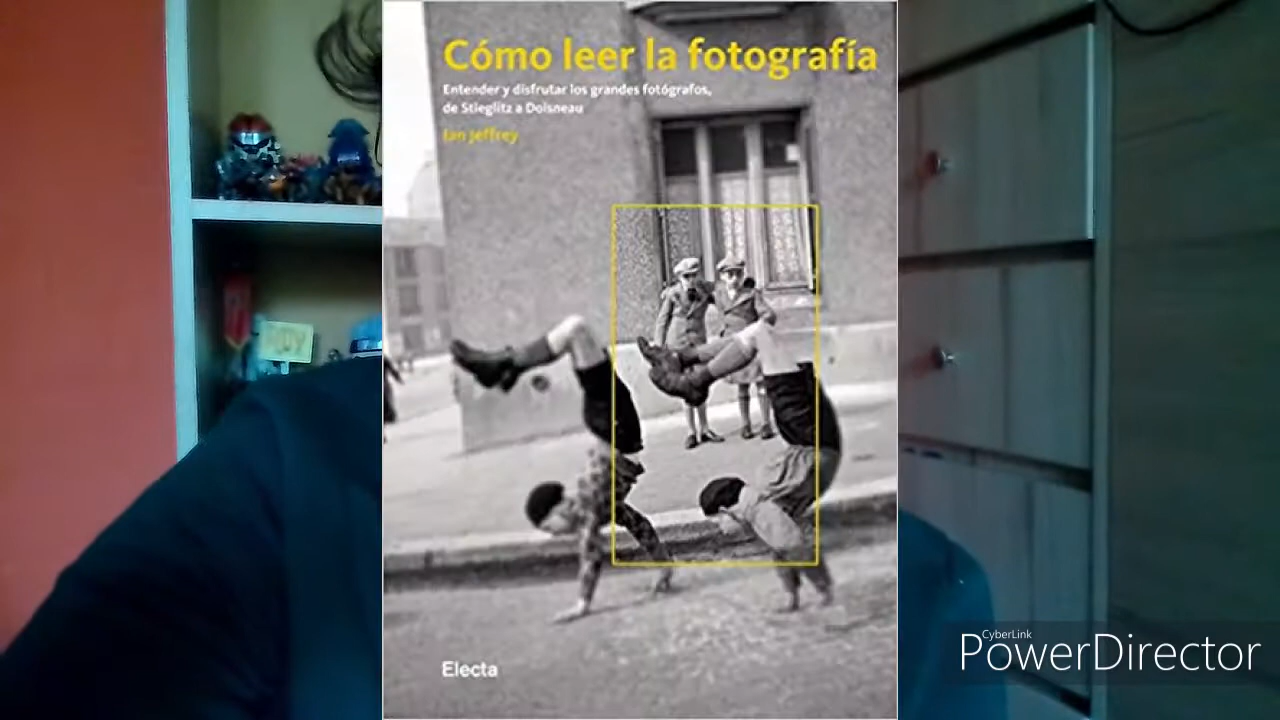 Cómo leer la fotografía
Entender y disfrutar los grandes fotógrafos,
de Stieglitz a Doisneau
Ian Jeffrey
Electa
CyberLink
PowerDirector